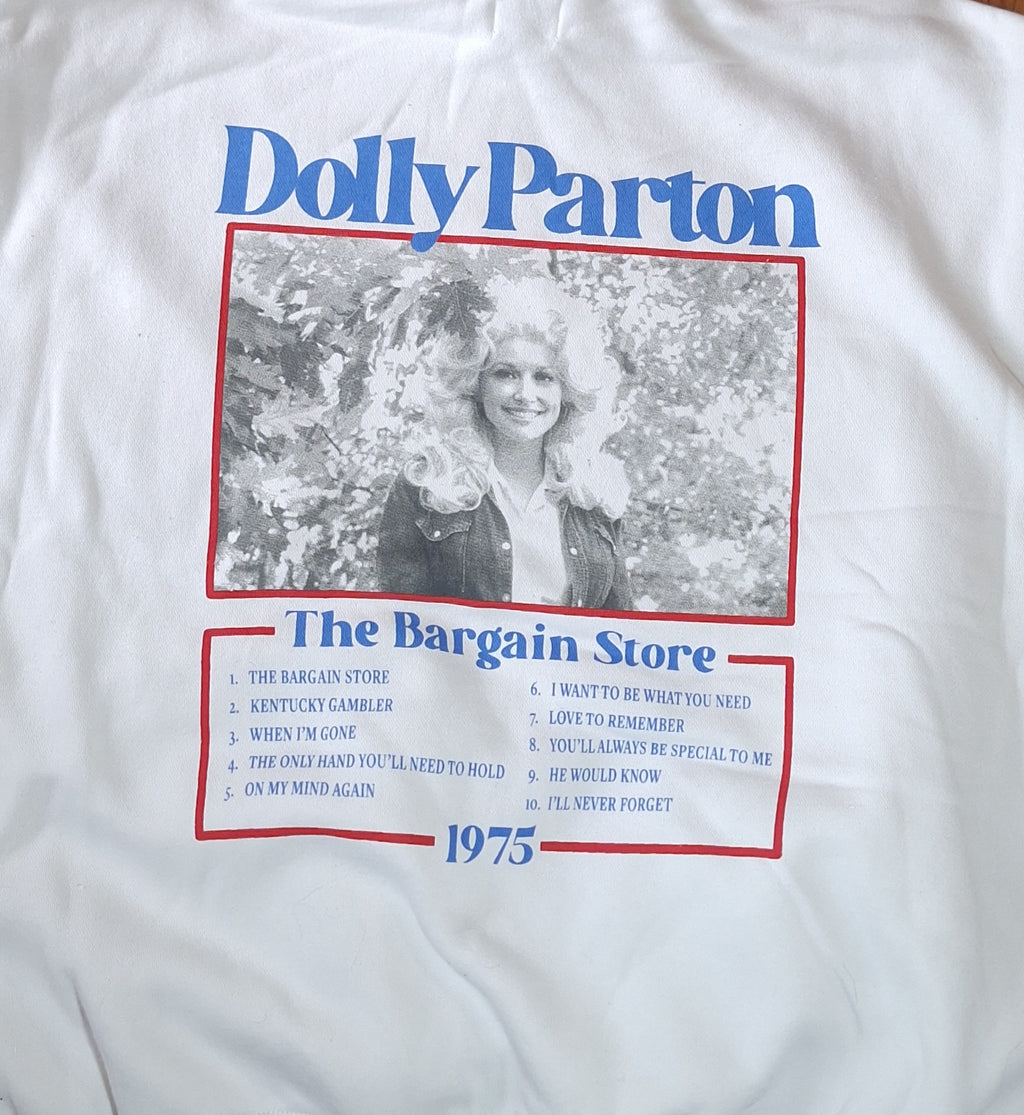 Dolly Parton
The Bargain Store
1. THE BARGAIN STORE
2. KENTUCKY GAMBLER
3. WHEN I'M GONE
4. THE ONLY HAND YOU'LL NEED TO HOLD
5. ON MY MIND AGAIN
6. I WANT TO BE WHAT YOU NEED
7. LOVE TO REMEMBER
8. YOU'LL ALWAYS BE SPECIAL TO ME
9. HE WOULD KNOW
10. I'LL NEVER FORGET
1975